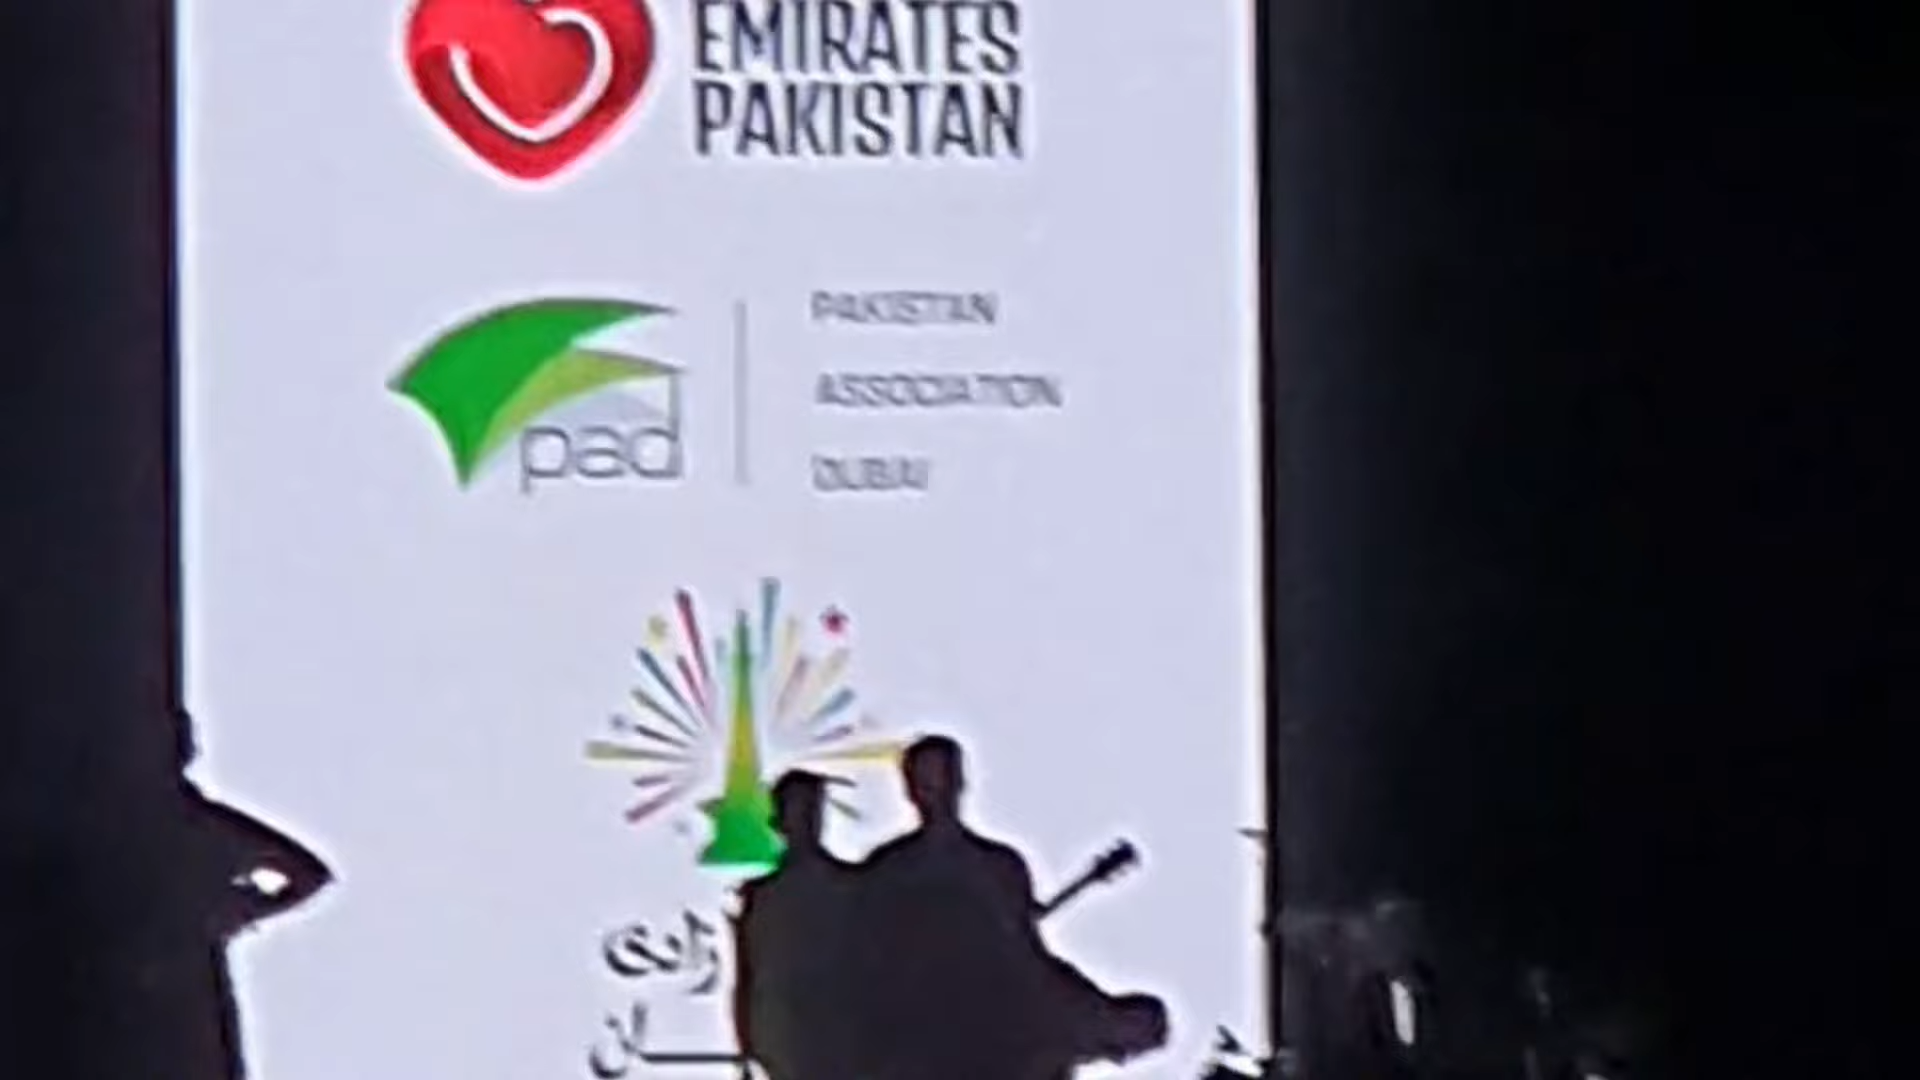 EMIRATES
PAKISTAN
pad
PAKISTAN
ASSOCIATION
DUBAI